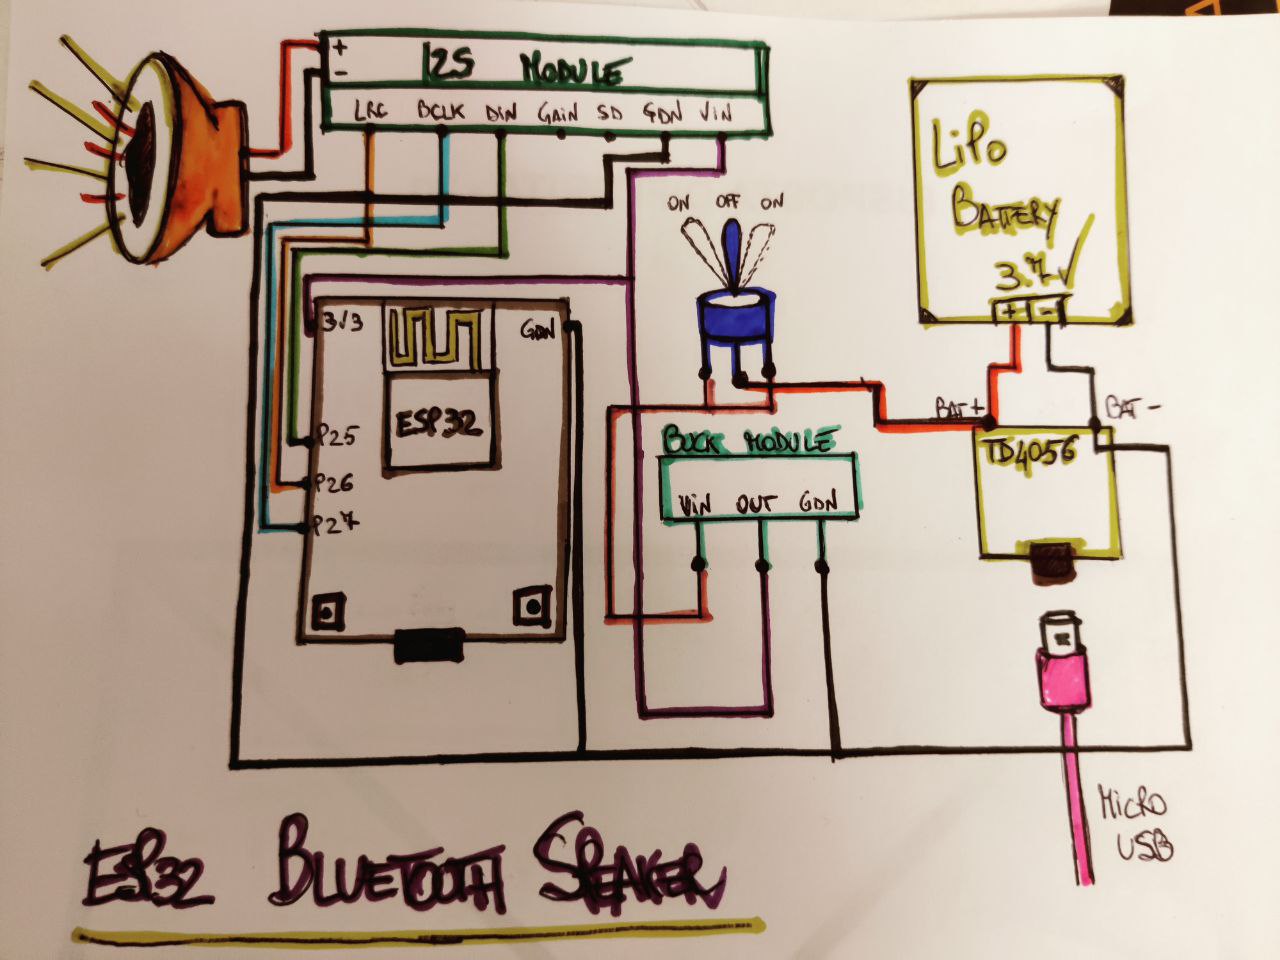 +
I2S MODULE
-
LRC BCLK DIN GAIN SD GDN VIN
ON OFF ON
LiPo
BATTERY
3.7V
+ -
3V3
GDN
ESP32
P25
P26
P27
BAT+
BAT-
BUCK MODULE
TD4056
VIN OUT GDN
MICRO
USB
ESP32 BLUETOOTH SPEAKER